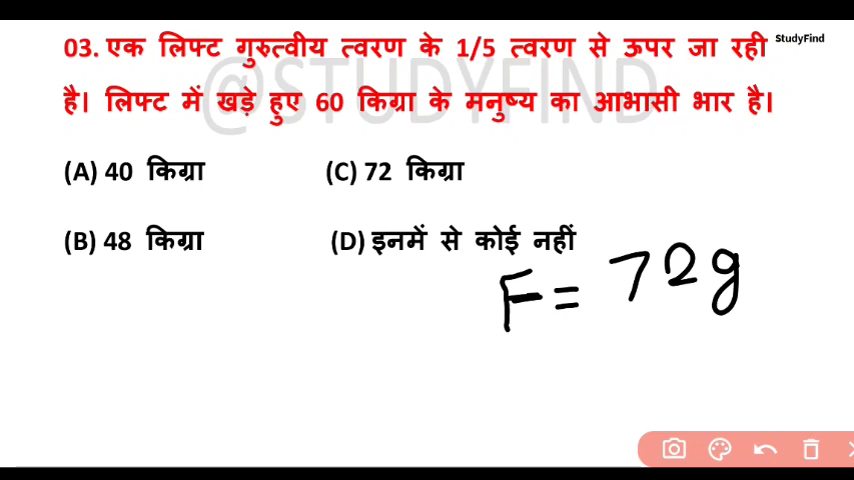 03. एक लिफ्ट गुरुत्वीय त्वरण के 1/5 त्वरण से ऊपर जा रही
StudyFind
है। लिफ्ट में खड़े हुए 60 किग्रा के मनुष्य का आभासी भार है।
@STUDYFIND
(A) 40 किग्रा (C) 72 किग्रा
(B) 48 किग्रा (D) इनमें से कोई नहीं
F = 72g